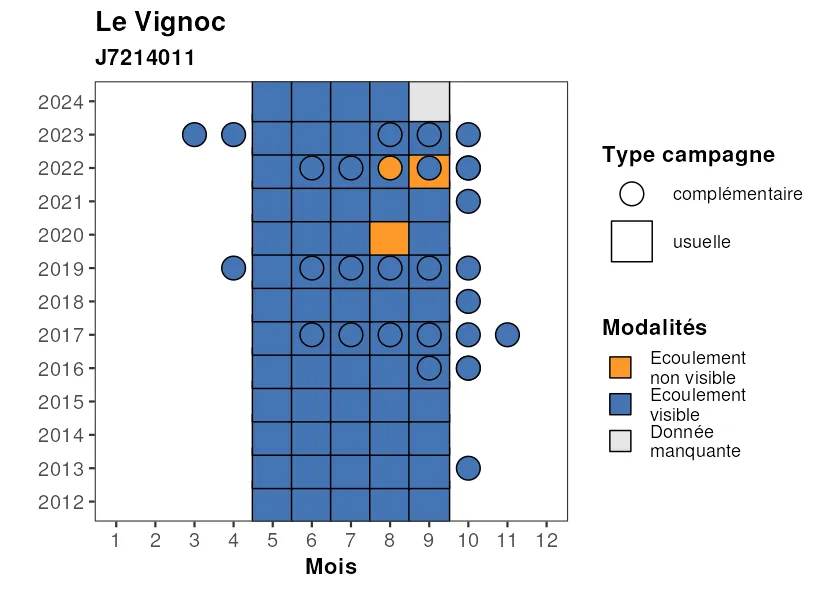 Le Vignoc
J7214011
2024
2023
2022
2021
2020
2019
2018
2017
2016
2015
2014
2013
2012
1 2 3 4 5 6 7 8 9 10 11 12
Mois
Type campagne
complémentaire
usuelle
Modalités
Ecoulement
non visible
Ecoulement
visible
Donnée
manquante